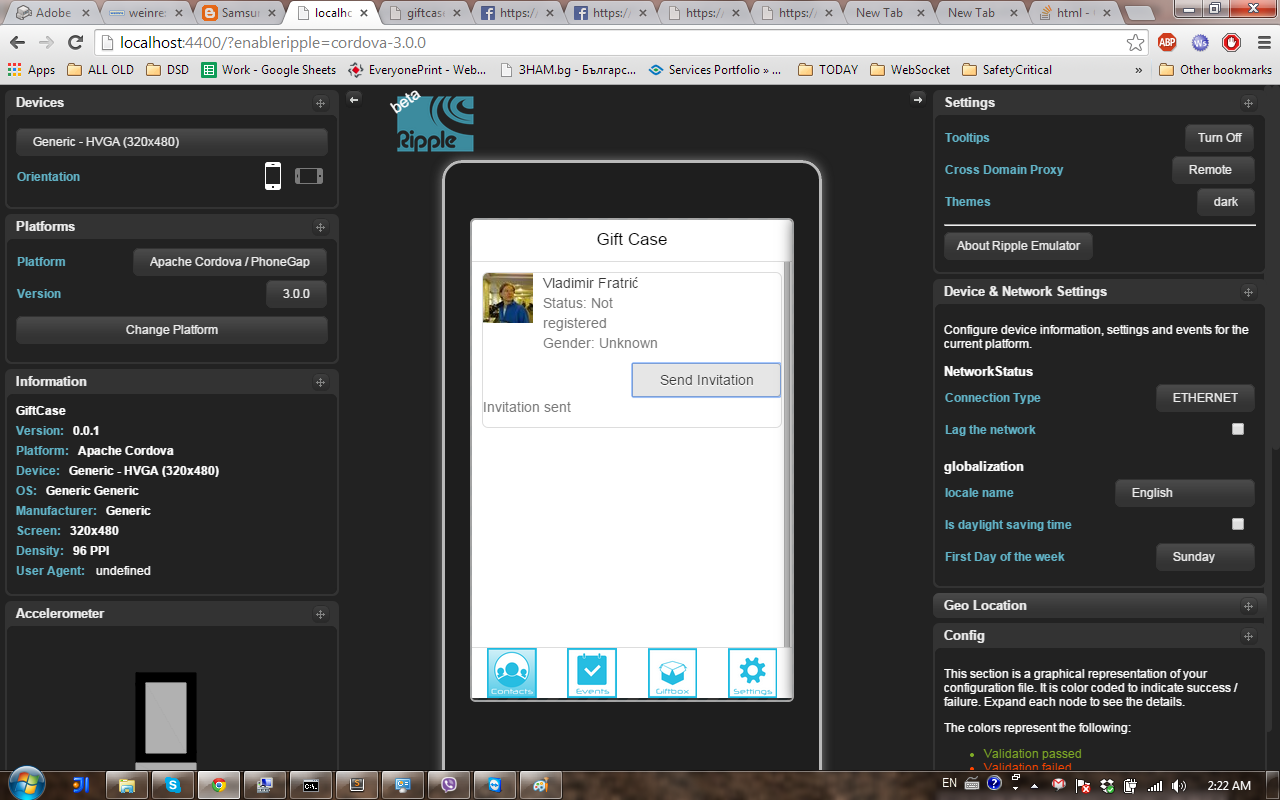 Adobe
weinre
Samsu
localho
giftcase
https://
https://
https://
https://
New Tab
New Tab
html -
localhost:4400/?enableripple=cordova-3.0.0
ABP
Apps
ALL OLD
DSD
Work - Google Sheets
EveryonePrint - Web...
ЗНАМ.bg - Българс...
Services Portfolio » ...
TODAY
WebSocket
SafetyCritical
»
Other bookmarks
Devices
Generic - HVGA (320x480)
Orientation
Platforms
Platform
Apache Cordova / PhoneGap
Version
3.0.0
Change Platform
Information
GiftCase
Version: 0.0.1
Platform: Apache Cordova
Device: Generic - HVGA (320x480)
OS: Generic Generic
Manufacturer: Generic
Screen: 320x480
Density: 96 PPI
User Agent: undefined
Accelerometer
beta
Ripple
Gift Case
Vladimir Fratrić
Status: Not
registered
Gender: Unknown
Send Invitation
Invitation sent
Contacts
Events
Giftbox
Settings
Settings
Tooltips
Turn Off
Cross Domain Proxy
Remote
Themes
dark
About Ripple Emulator
Device & Network Settings
Configure device information, settings and events for the
current platform.
NetworkStatus
Connection Type
ETHERNET
Lag the network
globalization
locale name
English
Is daylight saving time
First Day of the week
Sunday
Geo Location
Config
This section is a graphical representation of your
configuration file. It is color coded to indicate success /
failure. Expand each node to see the details.
The colors represent the following:
Validation passed
Validation failed
EN
2:22 AM